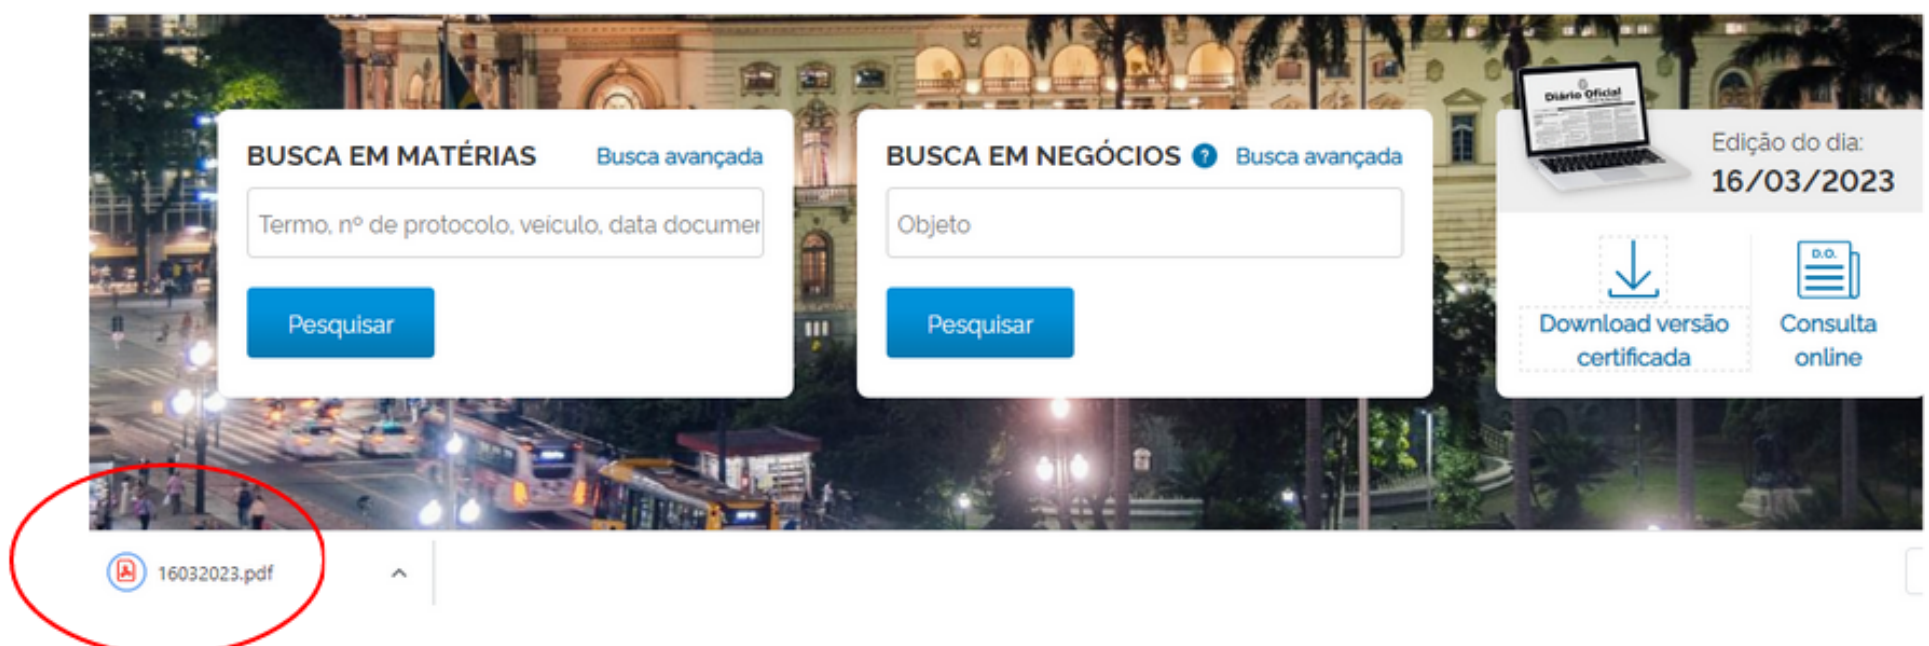 BUSCA EM MATÉRIAS
Busca avançada
Termo, nº de protocolo, veículo, data documer
Pesquisar
BUSCA EM NEGÓCIOS ?
Busca avançada
Objeto
Pesquisar
Diário Oficial
Edição do dia:
16/03/2023
Download versão
certificada
D.O.
Consulta
online
16032023.pdf